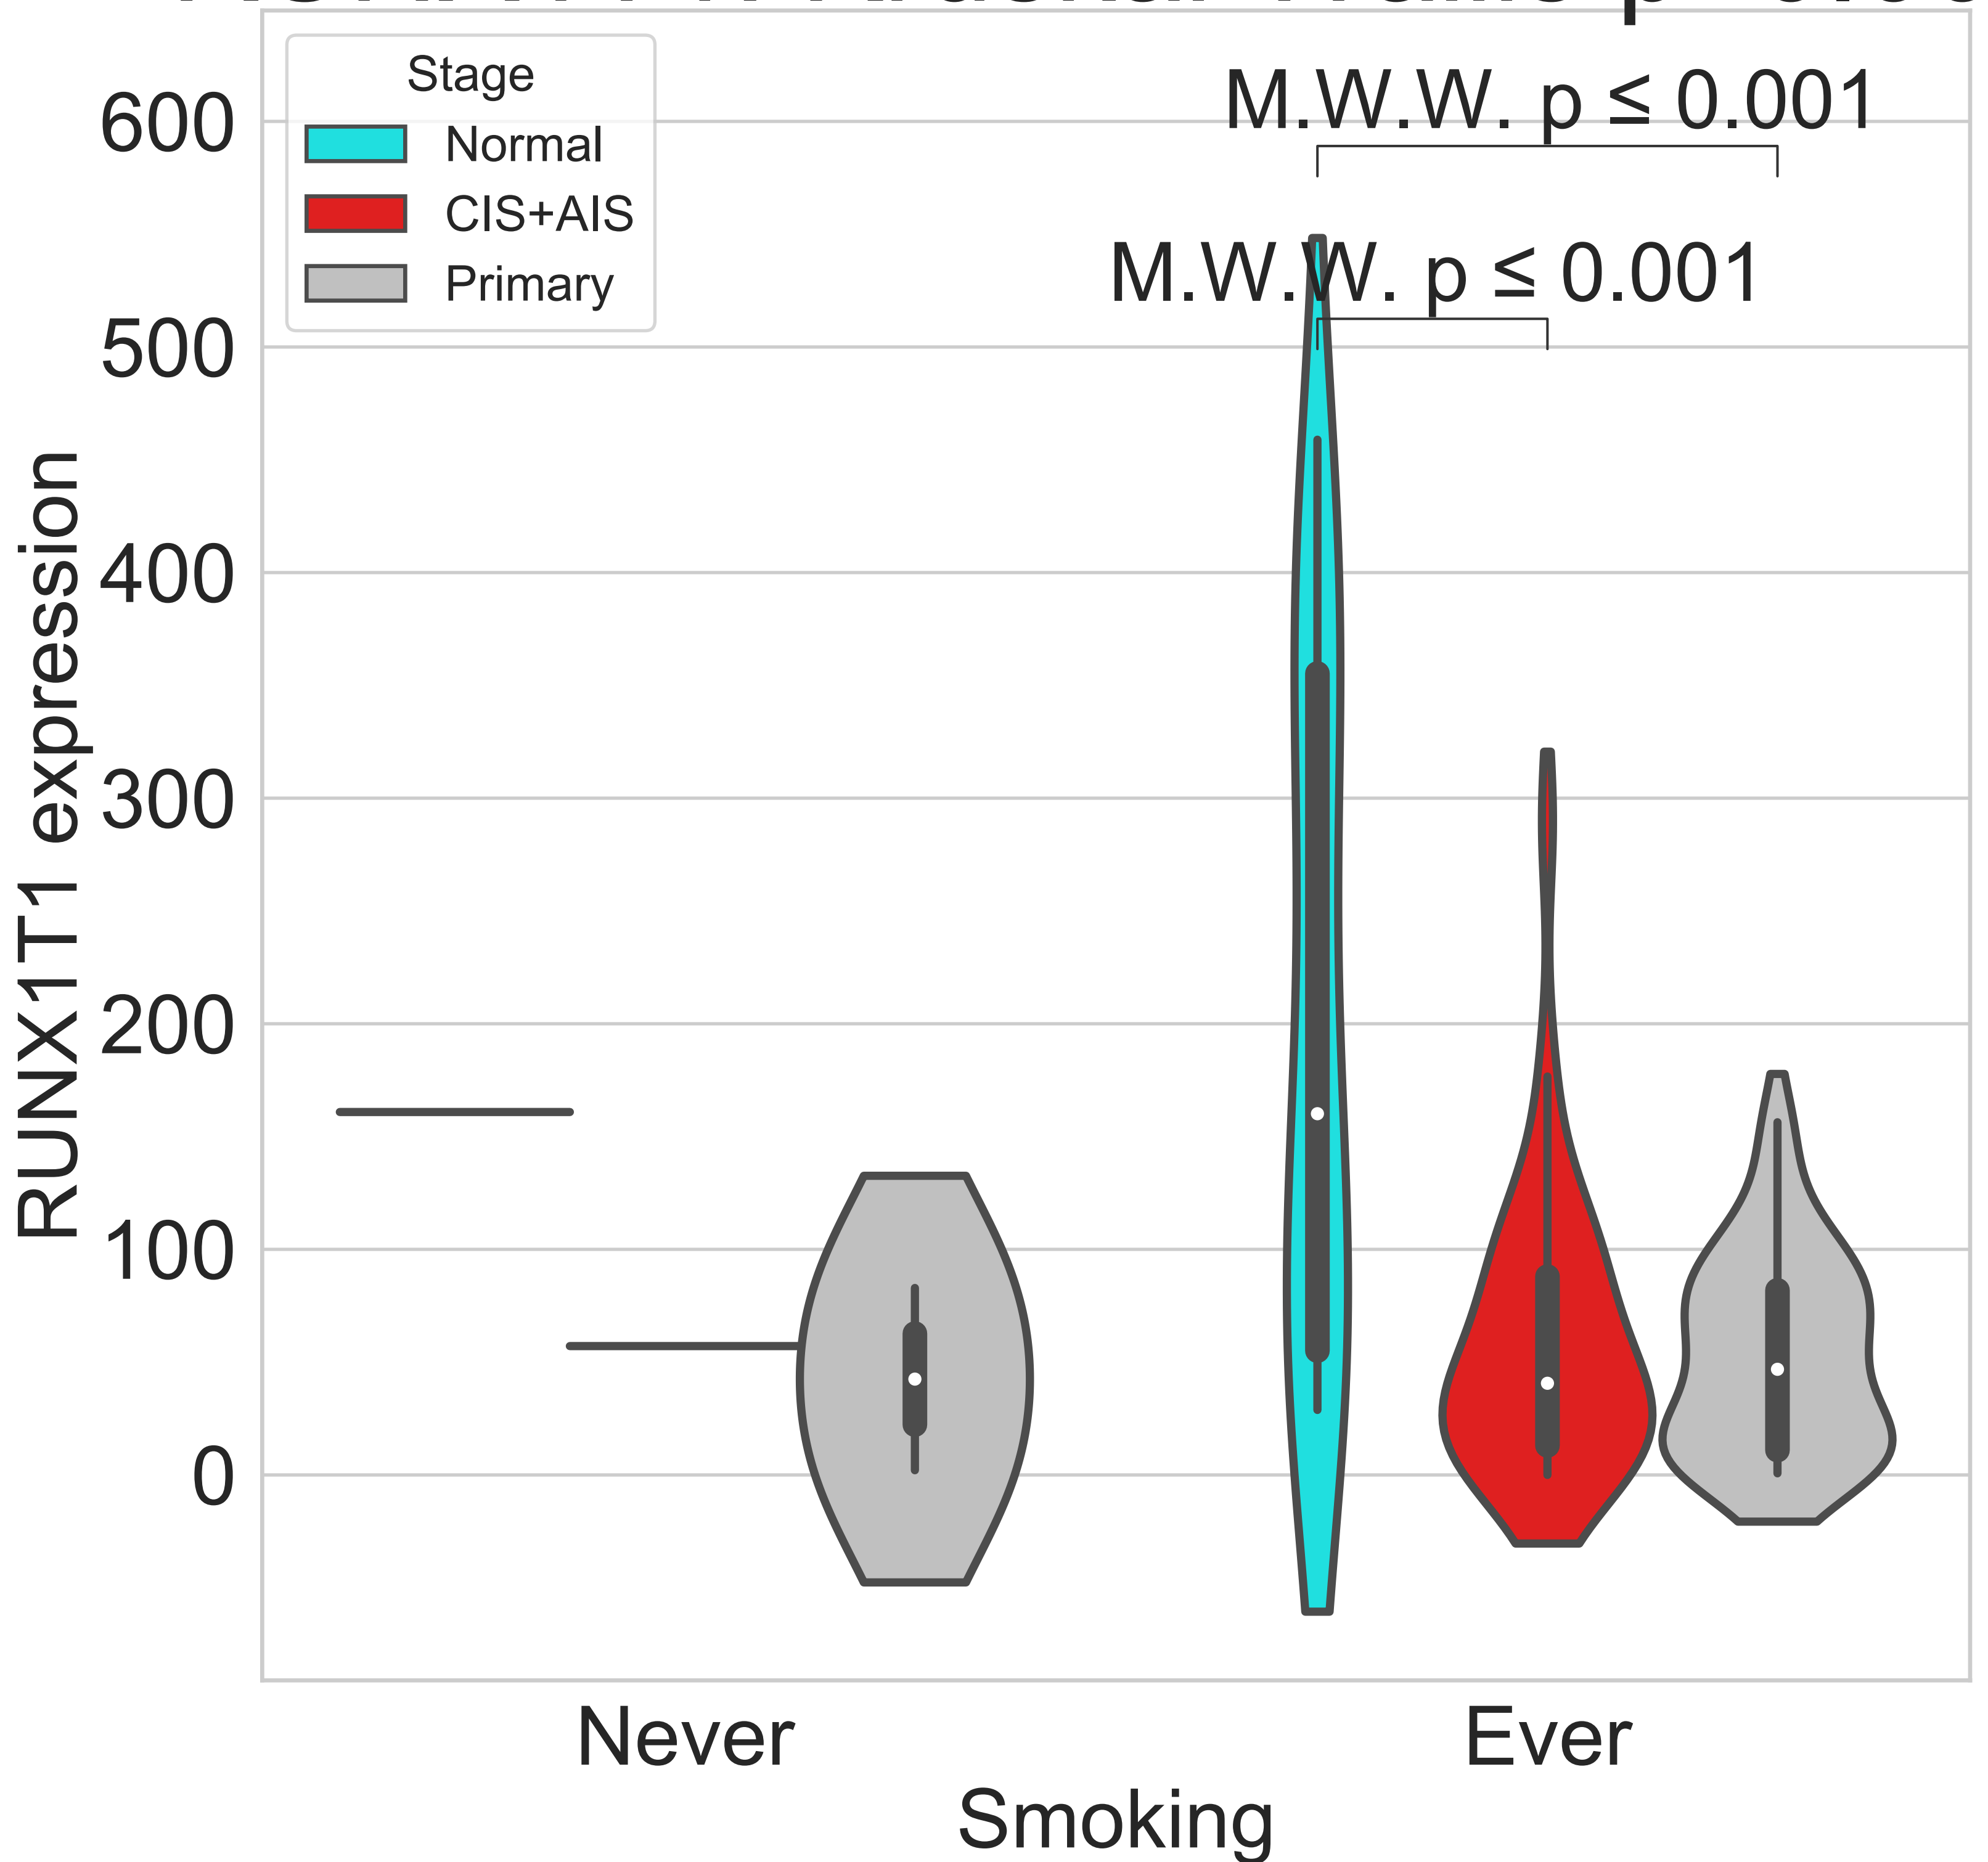 M.W.W. p ≤ 0.001
M.W.W. p ≤ 0.001
Stage
Normal
CIS+AIS
Primary
600
500
400
300
200
100
0
RUNX1T1 expression
Never
Ever
Smoking